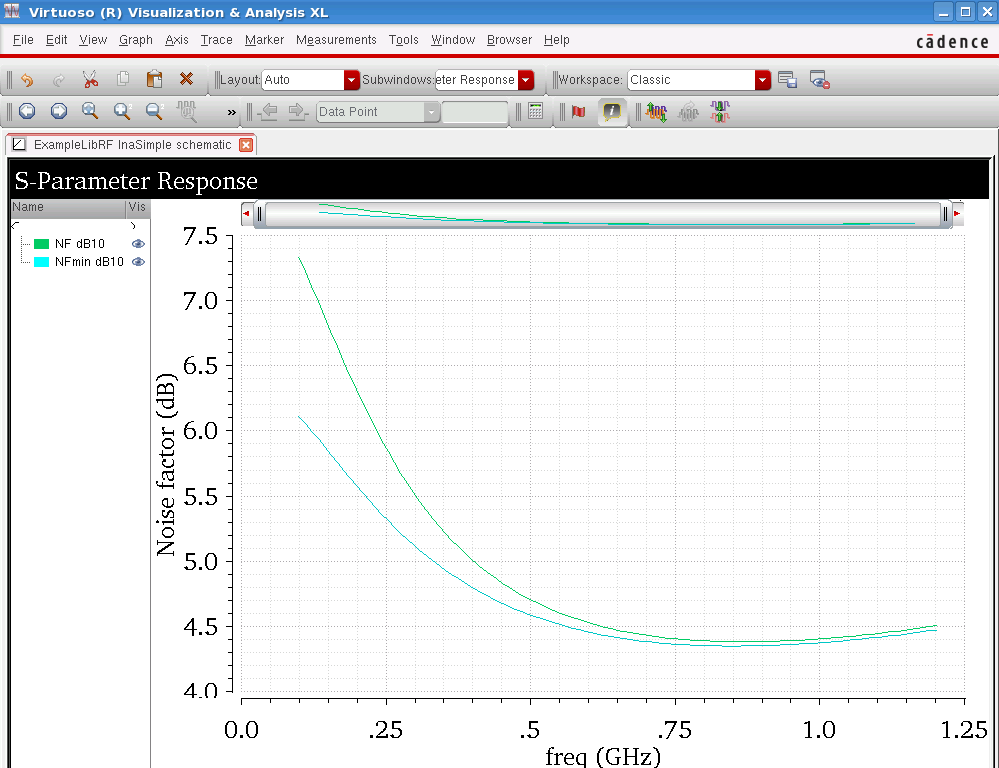 Virtuoso (R) Visualization & Analysis XL
File Edit View Graph Axis Trace Marker Measurements Tools Window Browser Help
cādence
Layout: Auto Subwindows: eter Response Workspace: Classic
» Data Point
ExampleLibRF lnaSimple schematic
S-Parameter Response
Name Vis
NF dB10
NFmin dB10
7.5
7.0
6.5
6.0
5.5
5.0
4.5
4.0
Noise factor (dB)
0.0 .25 .5 .75 1.0 1.25
freq (GHz)